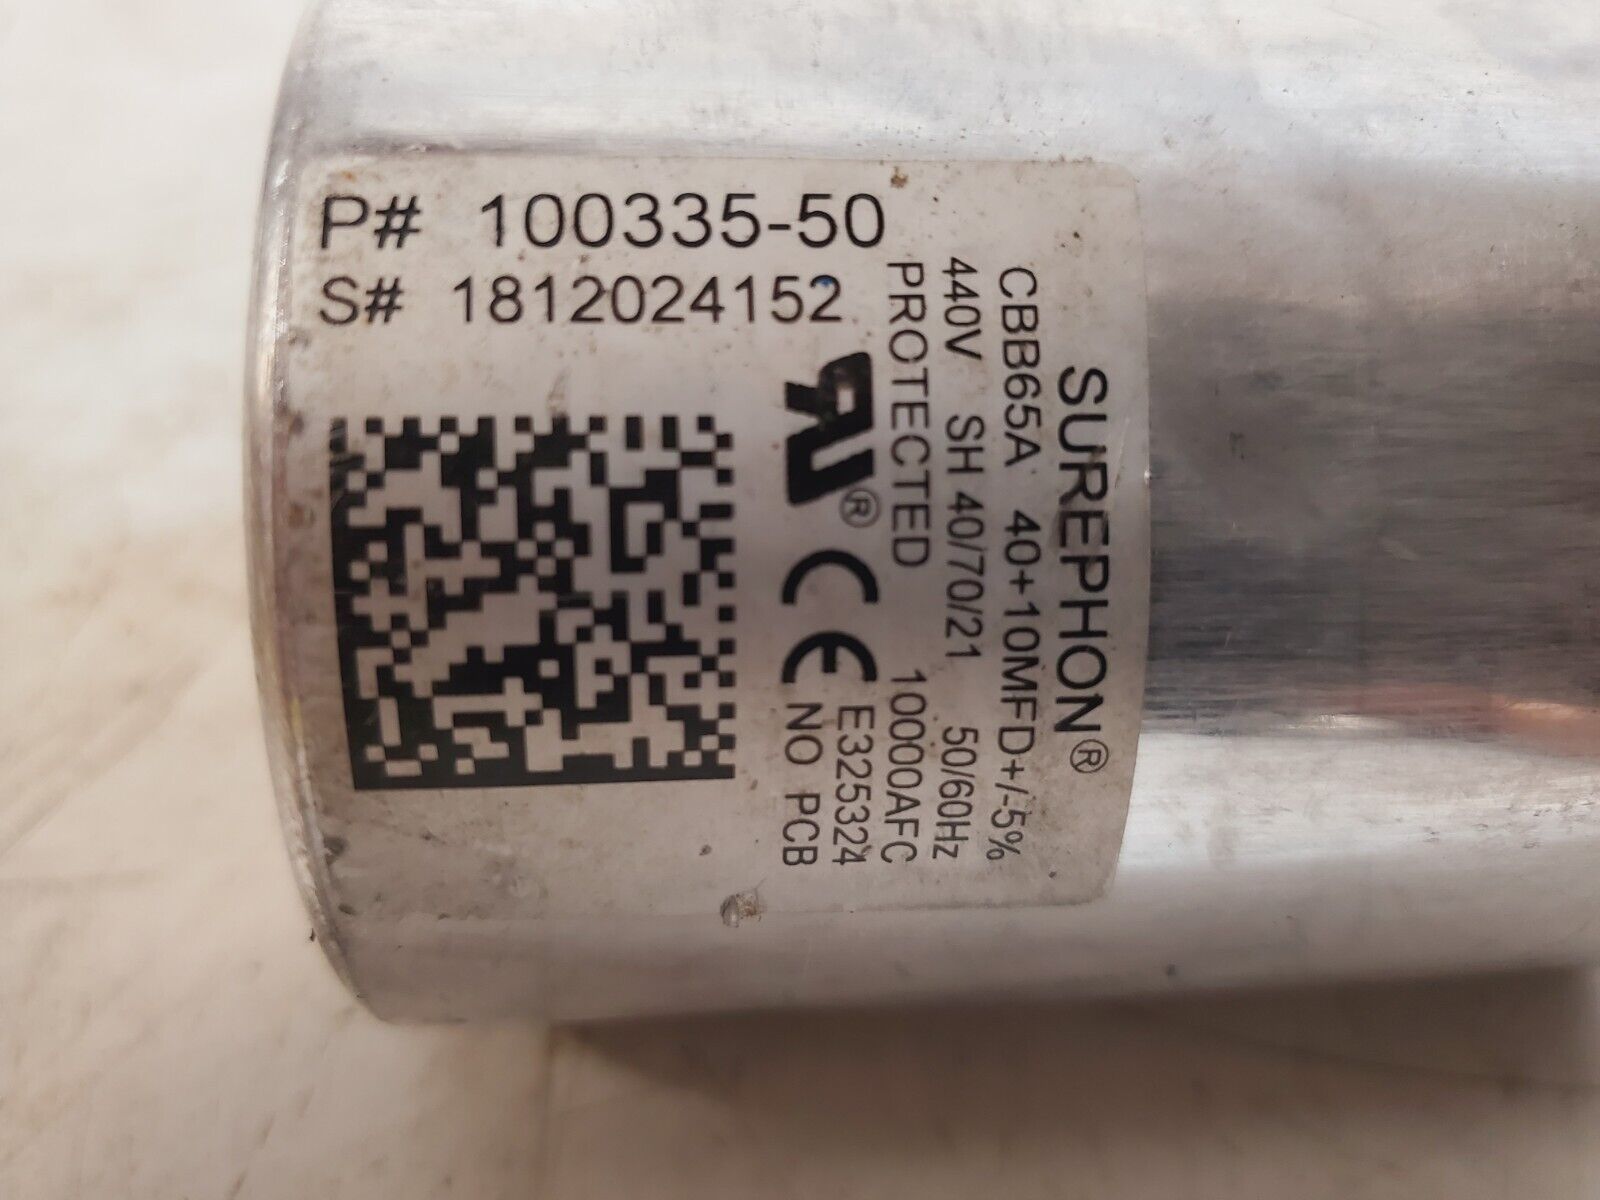 P# 100335-50
S# 1812024152
SUREPHON®
CBB65A 40+10MFD+/-5%
440V SH 40/70/21 50/60Hz
PROTECTED 10000AFC
® CE E325324
NO PCB